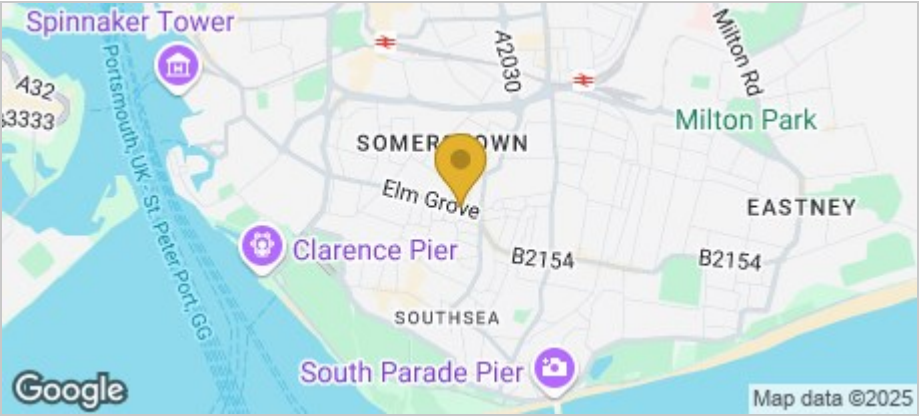 Spinnaker Tower
A2030
Milton Rd
A32
Portsmouth, UK - St. Peter Port, GG
Milton Park
Elm Grove
EASTNEY
Clarence Pier
B2154
B2154
SOUTHSEA
South Parade Pier
Google
Map data ©2025